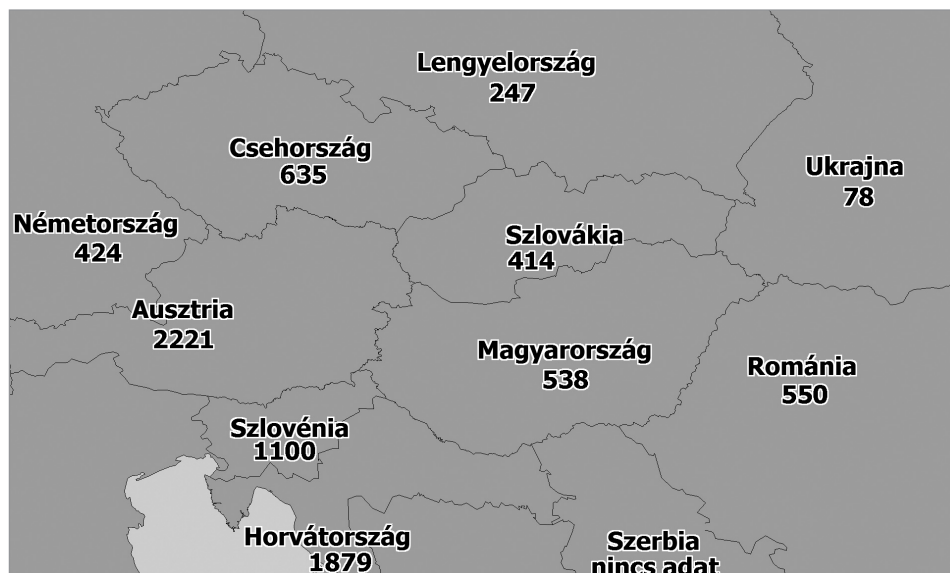 Lengyelország
247
Csehország
635
Ukrajna
78
Németország
424
Szlovákia
414
Ausztria
2221
Magyarország
538
Románia
550
Szlovénia
1100
Horvátország
1879
Szerbia
nincs adat